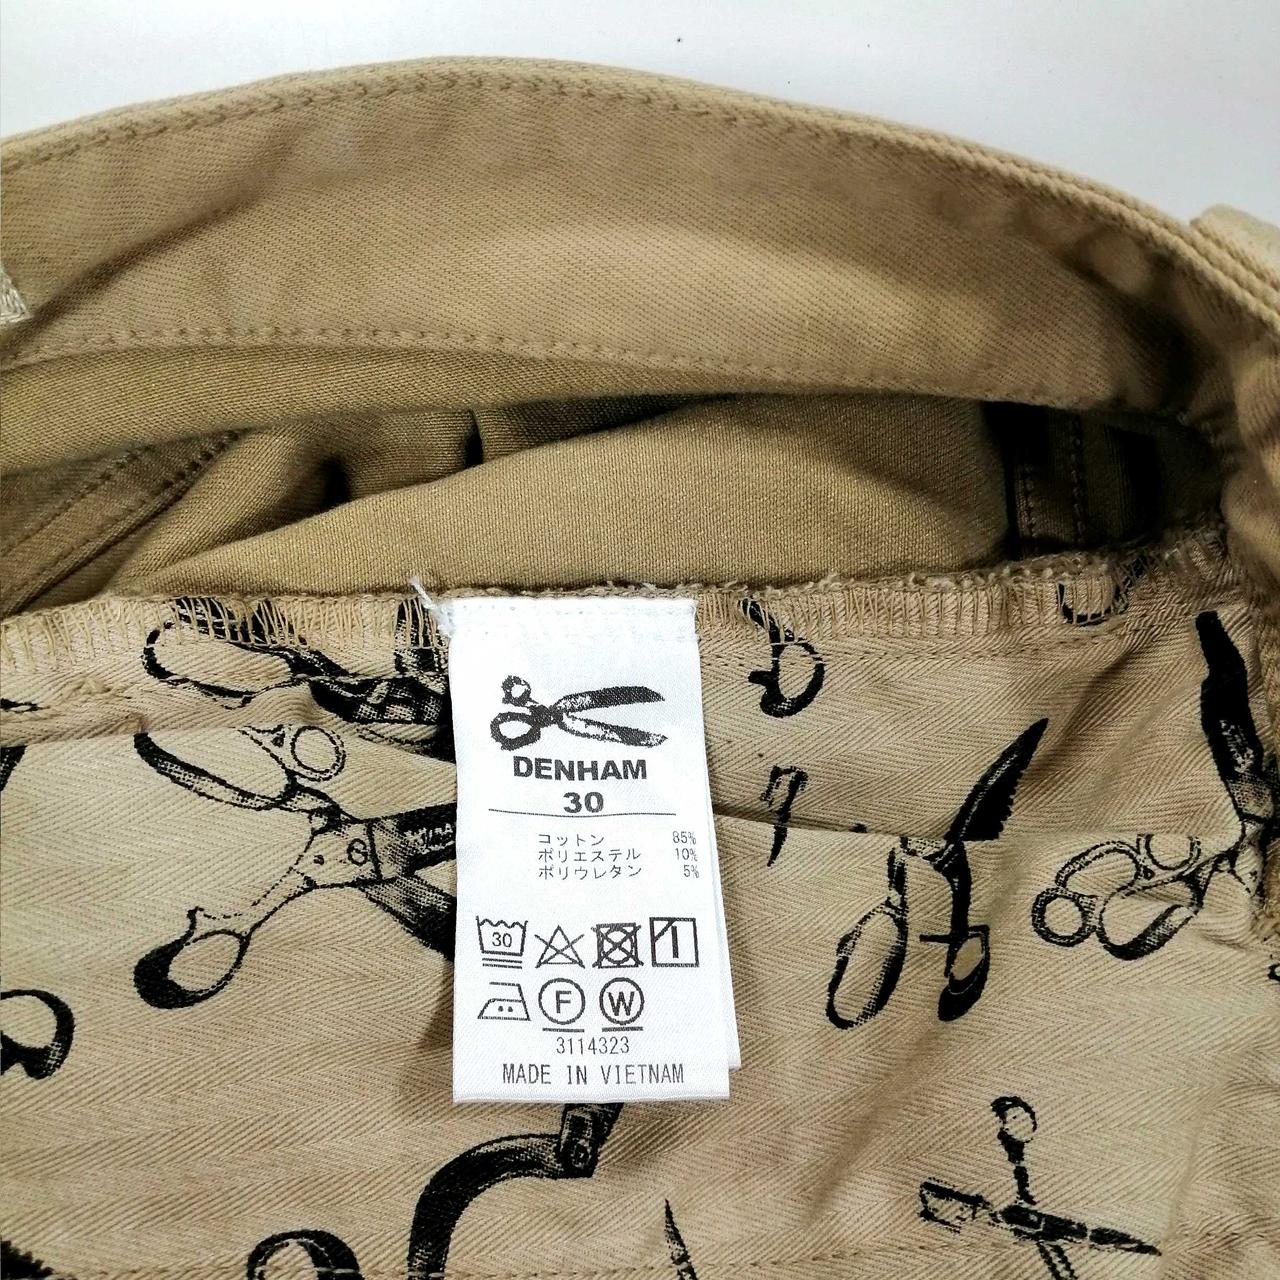 DENHAM
30
コットン 85%
ポリエステル 10%
ポリウレタン 5%
30
F W
3114323
MADE IN VIETNAM